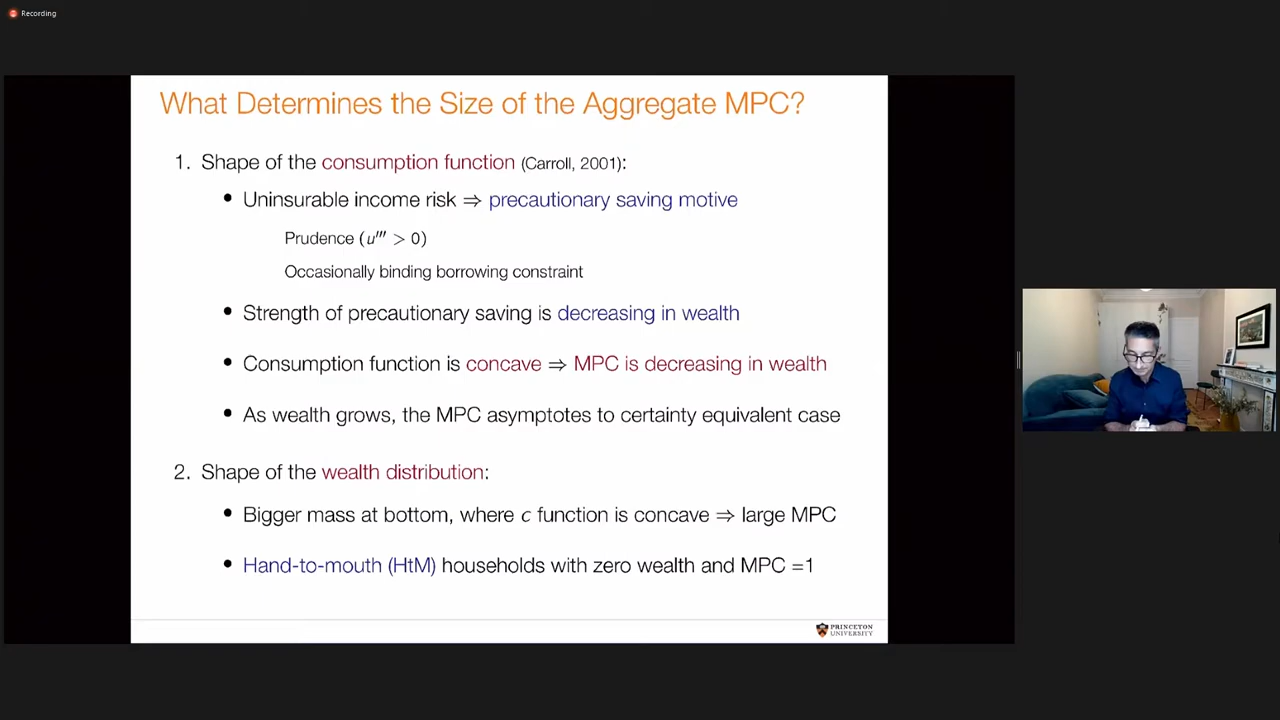 Recording
What Determines the Size of the Aggregate MPC?
1. Shape of the consumption function (Carroll, 2001):
• Uninsurable income risk ⇒ precautionary saving motive
Prudence (u''' > 0)
Occasionally binding borrowing constraint
• Strength of precautionary saving is decreasing in wealth
• Consumption function is concave ⇒ MPC is decreasing in wealth
• As wealth grows, the MPC asymptotes to certainty equivalent case
2. Shape of the wealth distribution:
• Bigger mass at bottom, where c function is concave ⇒ large MPC
• Hand-to-mouth (HtM) households with zero wealth and MPC =1
PRINCETON
UNIVERSITY